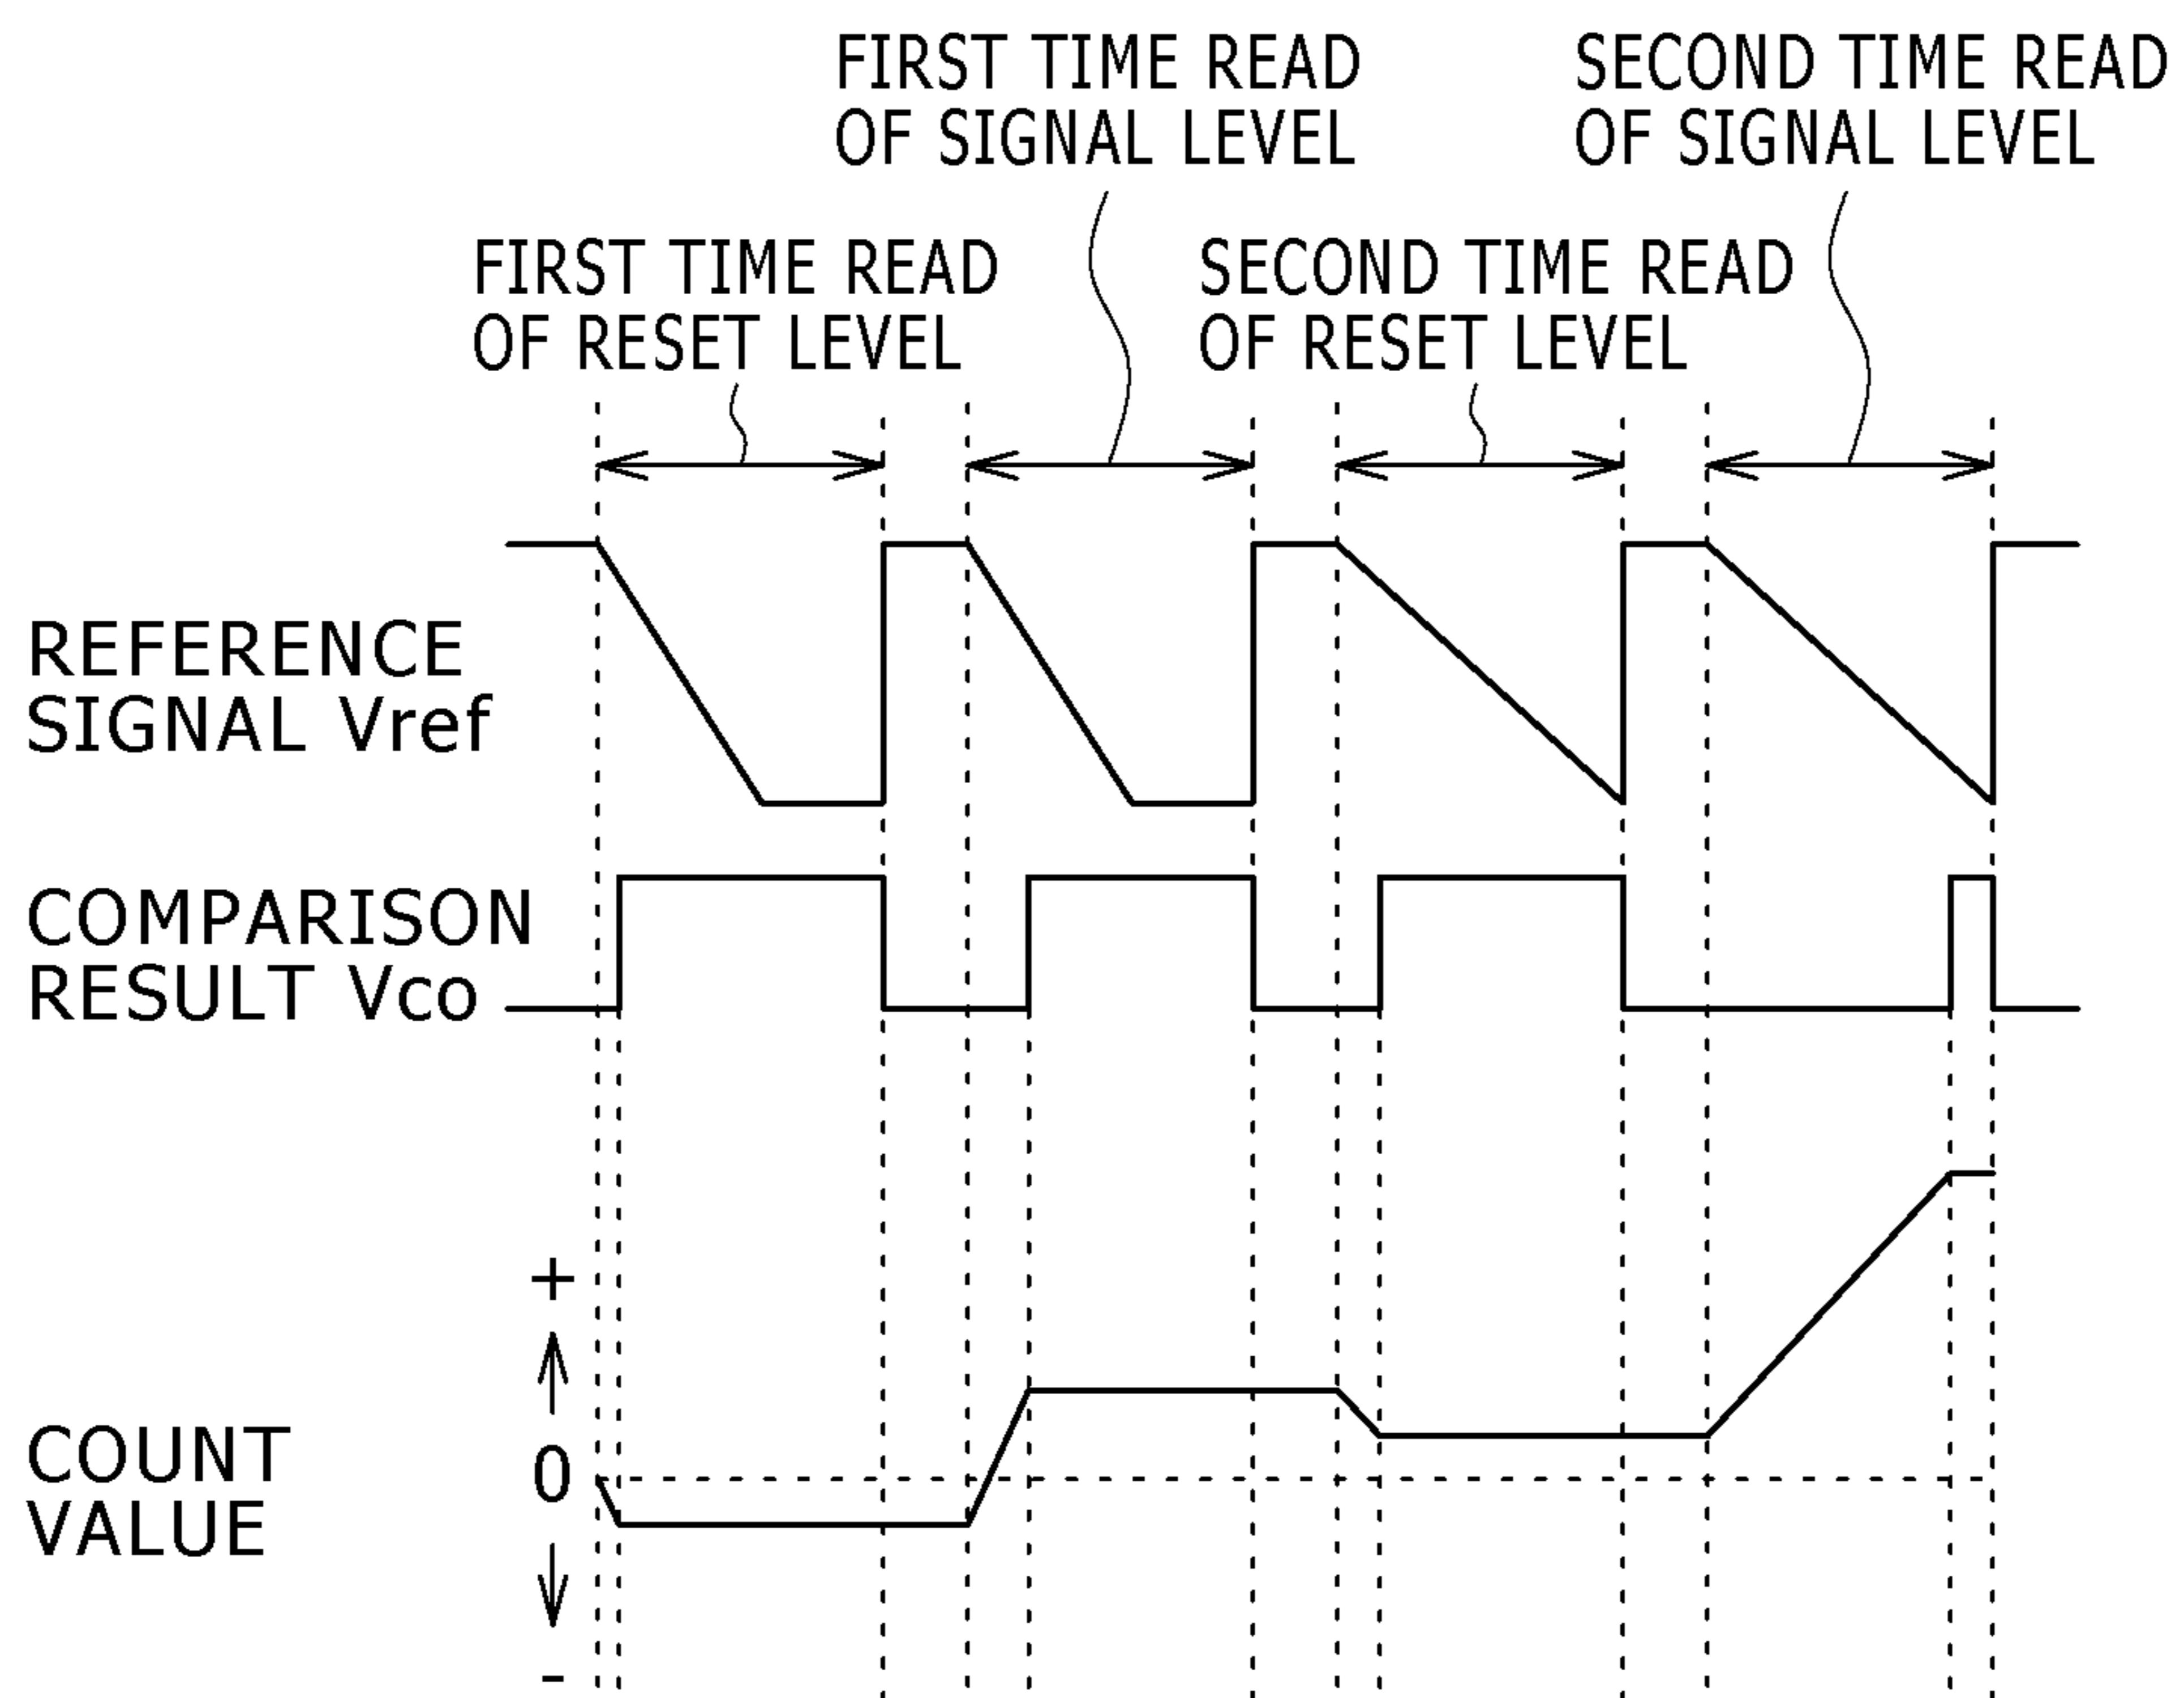 FIRST TIME READ
OF SIGNAL LEVEL
SECOND TIME READ
OF SIGNAL LEVEL
FIRST TIME READ
OF RESET LEVEL
SECOND TIME READ
OF RESET LEVEL
REFERENCE
SIGNAL Vref
COMPARISON
RESULT Vco
+
0
-
COUNT
VALUE